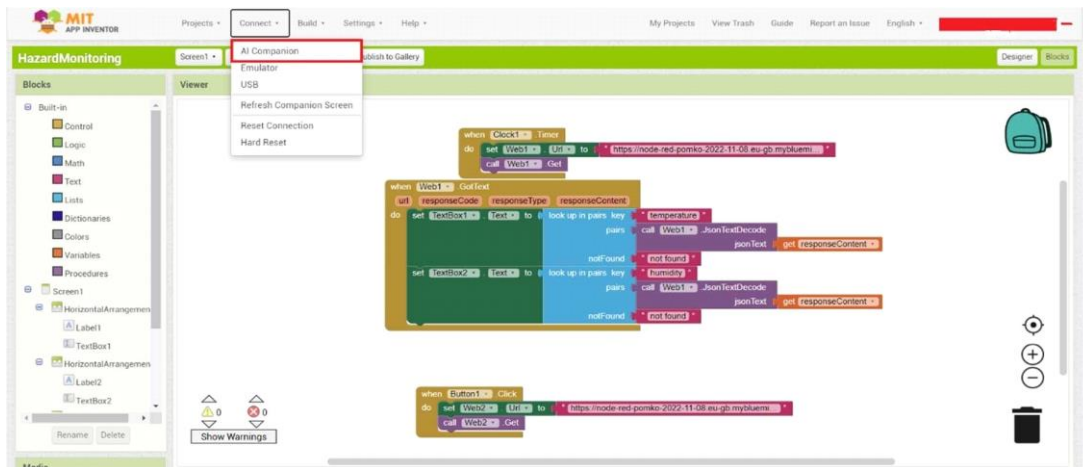 MIT
APP INVENTOR
Projects Connect Build Settings Help My Projects View Trash Guide Report an Issue English
HazardMonitoring Screen1 Publish to Gallery Designer Blocks
AI Companion
Emulator
USB
Refresh Companion Screen
Reset Connection
Hard Reset
Blocks Viewer
Built-in
Control
Logic
Math
Text
Lists
Dictionaries
Colors
Variables
Procedures
Screen1
HorizontalArrangemen
Label1
TextBox1
HorizontalArrangemen
Label2
TextBox2
Rename Delete
Media
when Clock1 .Timer
do set Web1 . Url to " https://node-red-pomko-2022-11-08.eu-gb.mybluemi... "
call Web1 .Get
when Web1 .GotText
url responseCode responseType responseContent
do set TextBox1 . Text to look up in pairs key " temperature "
pairs call Web1 .JsonTextDecode
jsonText get responseContent
notFound " not found "
set TextBox2 . Text to look up in pairs key " humidity "
pairs call Web1 .JsonTextDecode
jsonText get responseContent
notFound " not found "
when Button1 .Click
do set Web2 . Url to " https://node-red-pomko-2022-11-08.eu-gb.mybluemi... "
call Web2 .Get
0 0
Show Warnings